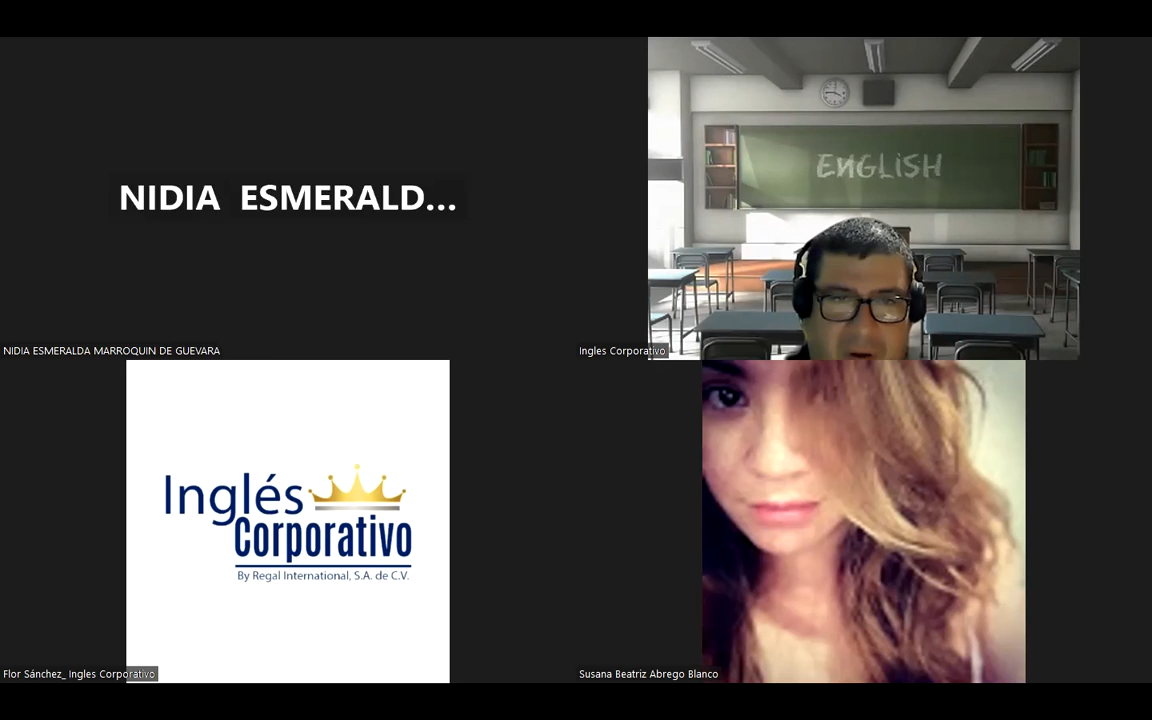 NIDIA ESMERALD...
ENGLISH
NIDIA ESMERALDA MARROQUIN DE GUEVARA
Ingles Corporativo
Inglés
Corporativo
By Regal International, S.A. de C.V.
Flor Sánchez_ Ingles Corporativo
Susana Beatriz Abrego Blanco